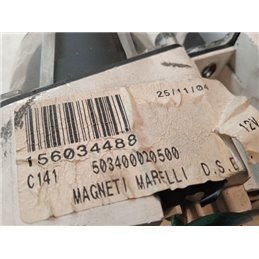 25/11/04
156034488
C141 503400020500
MAGNETI MARELLI D.S.E
12V